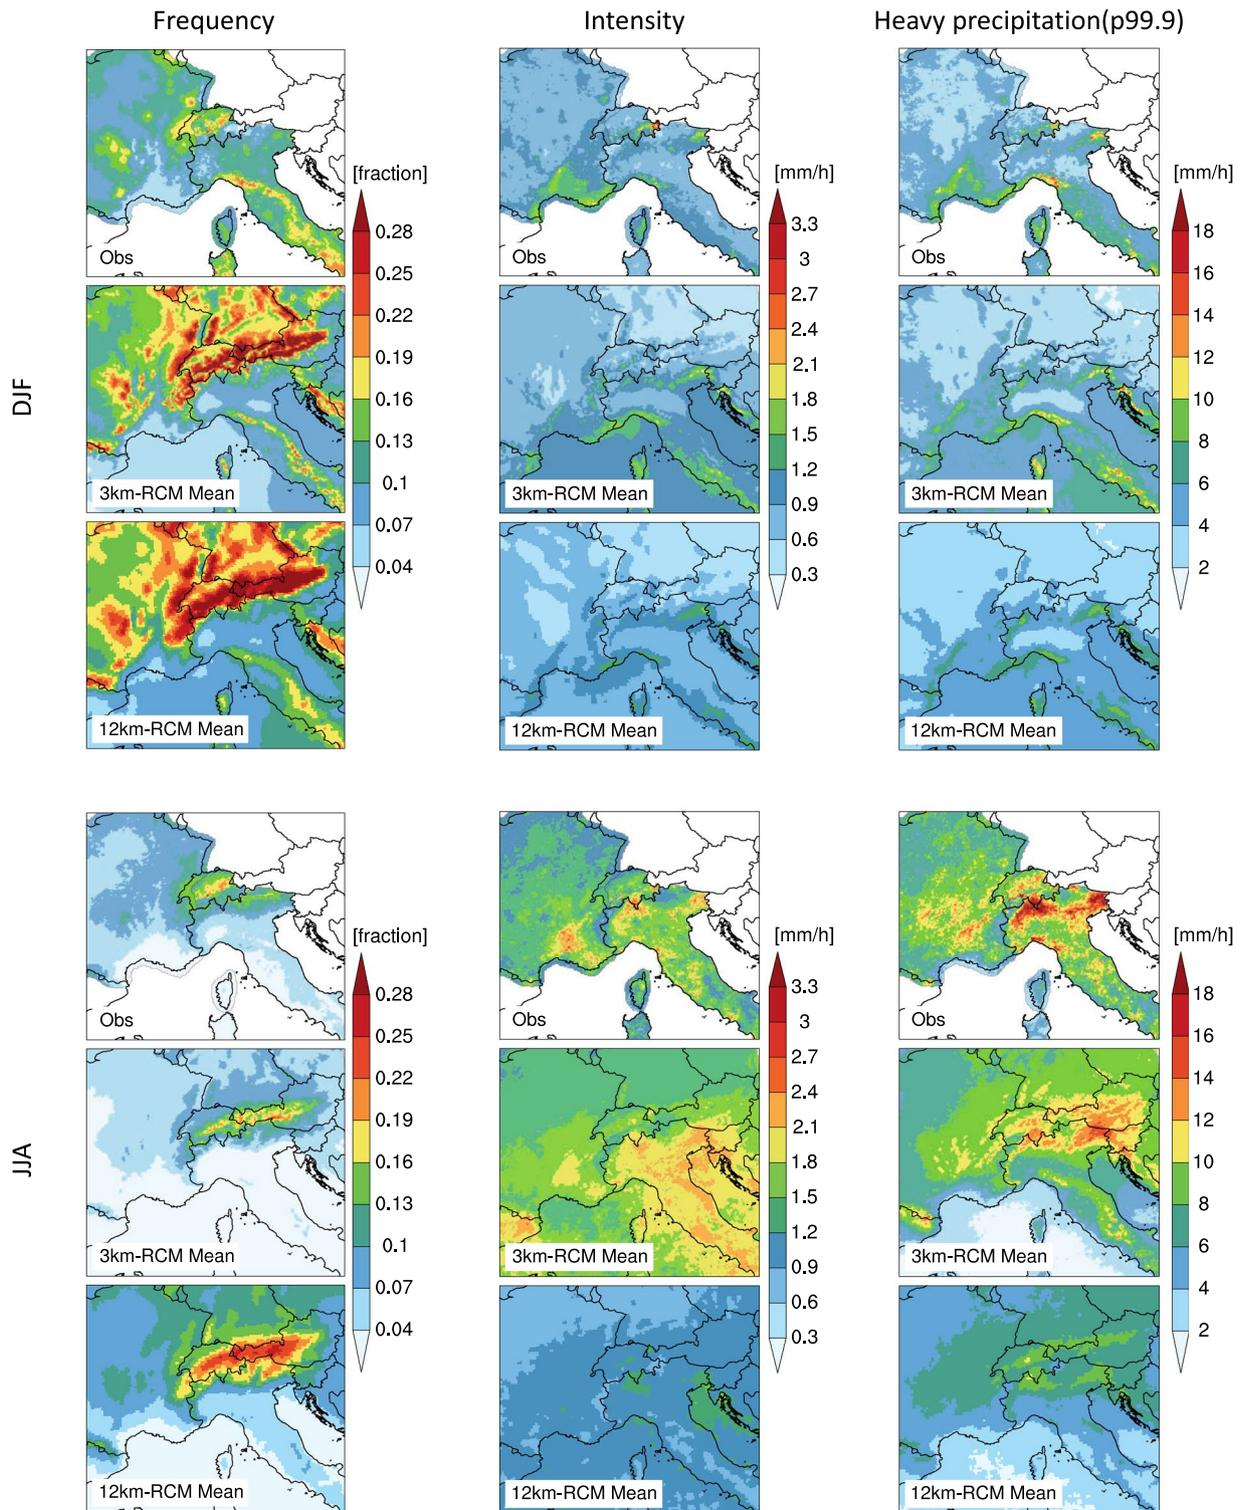 Frequency Intensity Heavy precipitation(p99.9)
DJF
Obs
3km-RCM Mean
12km-RCM Mean
[fraction]
0.28
0.25
0.22
0.19
0.16
0.13
0.1
0.07
0.04
Obs
3km-RCM Mean
12km-RCM Mean
[mm/h]
3.3
3
2.7
2.4
2.1
1.8
1.5
1.2
0.9
0.6
0.3
Obs
3km-RCM Mean
12km-RCM Mean
[mm/h]
18
16
14
12
10
8
6
4
2
JJA
Obs
3km-RCM Mean
12km-RCM Mean
[fraction]
0.28
0.25
0.22
0.19
0.16
0.13
0.1
0.07
0.04
Obs
3km-RCM Mean
12km-RCM Mean
[mm/h]
3.3
3
2.7
2.4
2.1
1.8
1.5
1.2
0.9
0.6
0.3
Obs
3km-RCM Mean
12km-RCM Mean
[mm/h]
18
16
14
12
10
8
6
4
2